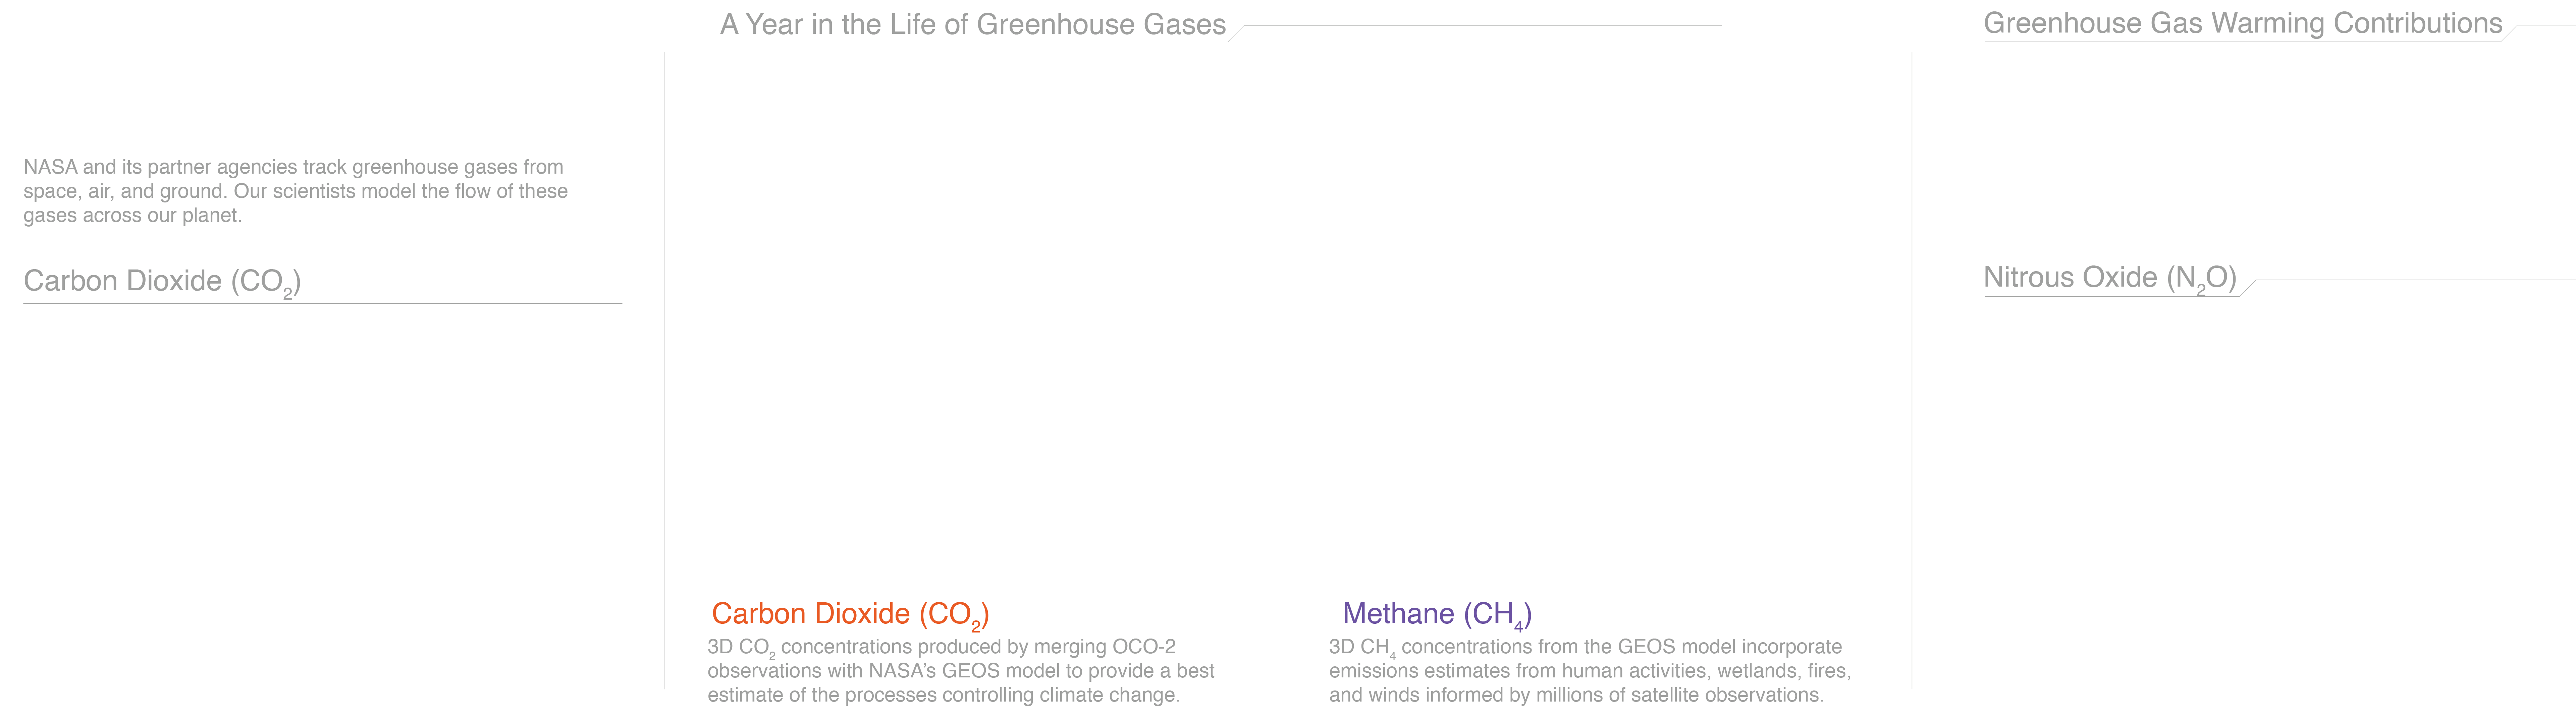 NASA and its partner agencies track greenhouse gases from
space, air, and ground. Our scientists model the flow of these
gases across our planet.
Carbon Dioxide (CO₂)
A Year in the Life of Greenhouse Gases
Carbon Dioxide (CO₂)
3D CO₂ concentrations produced by merging OCO-2
observations with NASA’s GEOS model to provide a best
estimate of the processes controlling climate change.
Methane (CH₄)
3D CH₄ concentrations from the GEOS model incorporate
emissions estimates from human activities, wetlands, fires,
and winds informed by millions of satellite observations.
Greenhouse Gas Warming Contributions
Nitrous Oxide (N₂O)